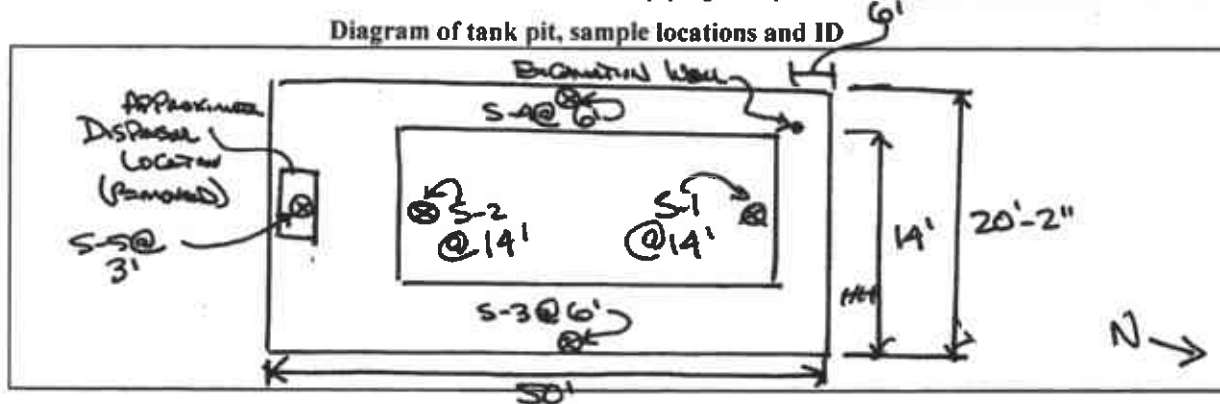 Diagram of tank pit, sample locations and ID
6'
Excavation Well
S-4@6'
Approximate
Dispenser
Location
(Removed)
S-5@
3'
S-2
@14'
S-1
@14'
S-3@6'
14'
20'-2"
50'
N